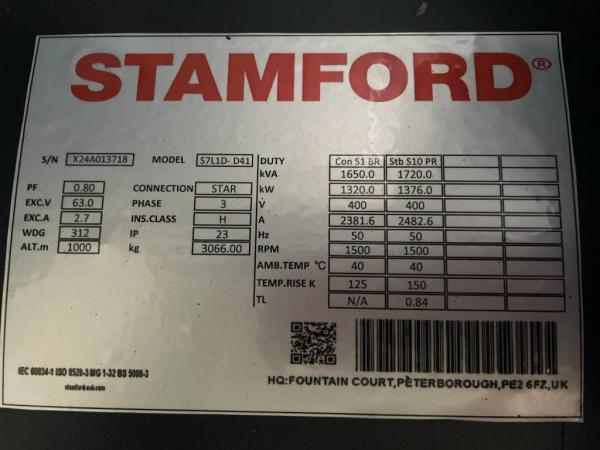 STAMFORD®
S/N X24A013718 MODEL S7L1D- D41
PF 0.80 CONNECTION STAR
EXC.V 63.0 PHASE 3
EXC.A 2.7 INS.CLASS H
WDG 312 IP 23
ALT.m 1000 kg 3066.00
DUTY Con S1 BR Stb S10 PR
kVA 1650.0 1720.0
kW 1320.0 1376.0
V 400 400
A 2381.6 2482.6
Hz 50 50
RPM 1500 1500
AMB.TEMP ℃ 40 40
TEMP.RISE K 125 150
TL N/A 0.84
IEC 60034-1 ISO 8528-3 MG 1-32 BS 5000-3
stamford-avk.com
HQ:FOUNTAIN COURT,PÈTERBOROUGH,PE2 6FZ,UK